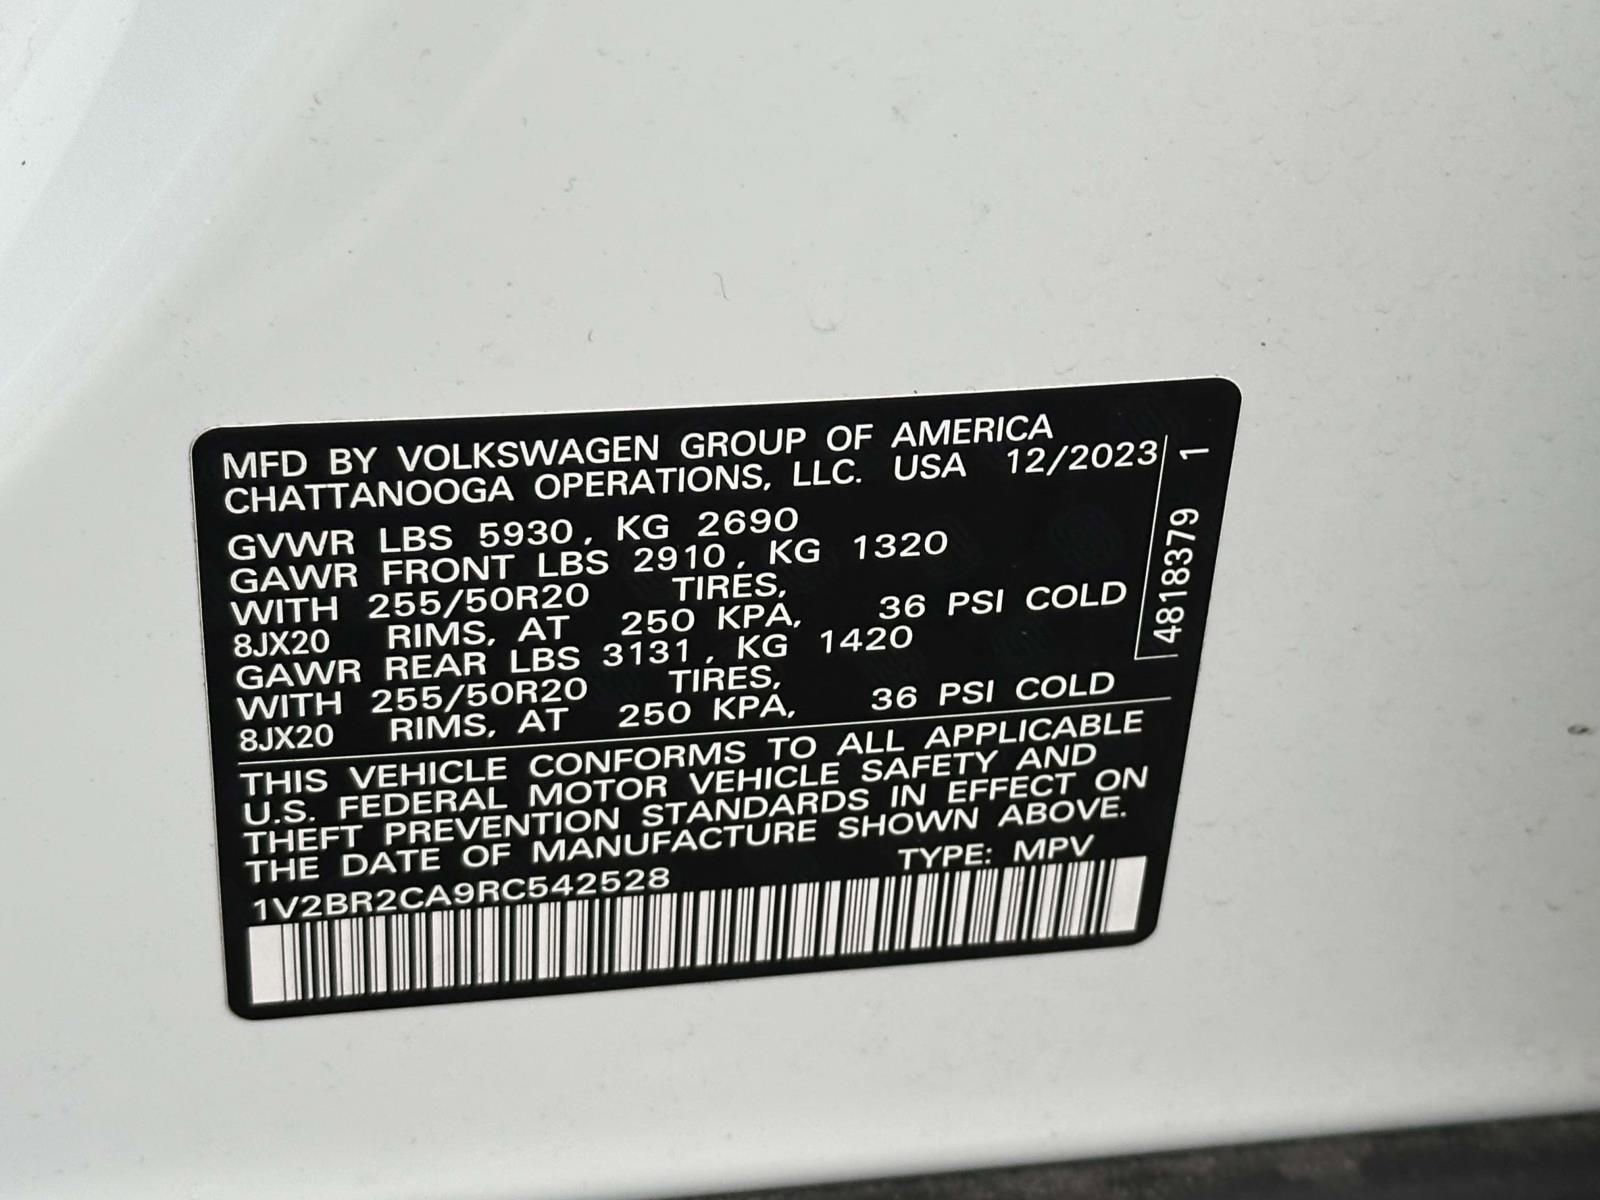 MFD BY VOLKSWAGEN GROUP OF AMERICA
CHATTANOOGA OPERATIONS, LLC. USA 12/2023
GVWR LBS 5930, KG 2690
GAWR FRONT LBS 2910, KG 1320
WITH 255/50R20 TIRES,
8JX20 RIMS, AT 250 KPA, 36 PSI COLD
GAWR REAR LBS 3131, KG 1420
WITH 255/50R20 TIRES,
8JX20 RIMS, AT 250 KPA, 36 PSI COLD
THIS VEHICLE CONFORMS TO ALL APPLICABLE
U.S. FEDERAL MOTOR VEHICLE SAFETY AND
THEFT PREVENTION STANDARDS IN EFFECT ON
THE DATE OF MANUFACTURE SHOWN ABOVE.
1V2BR2CA9RC542528 TYPE: MPV
4818379 1